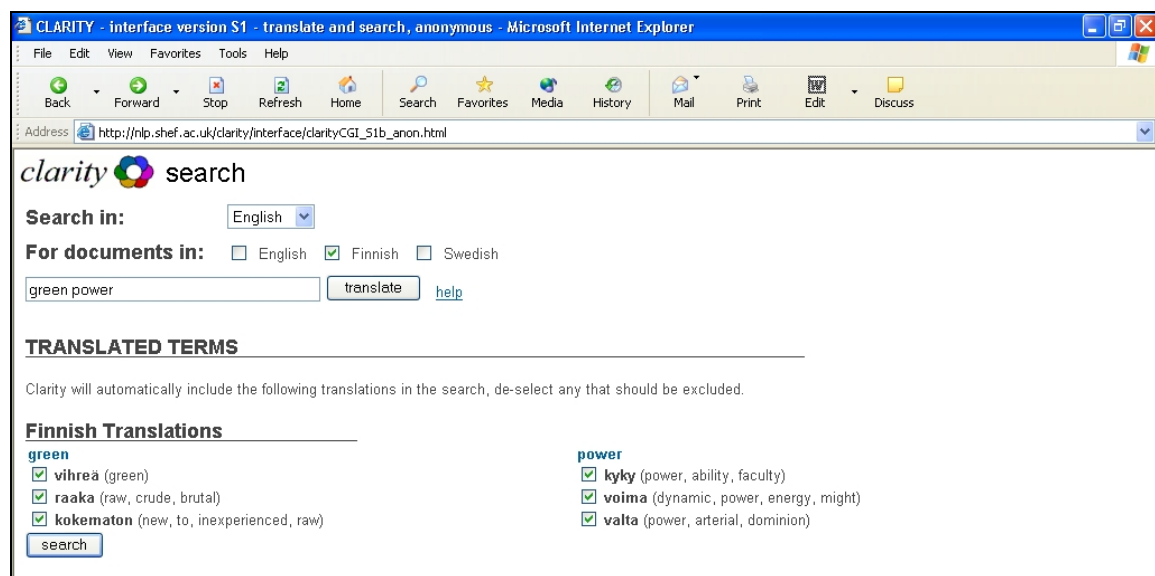 CLARITY - interface version S1 - translate and search, anonymous - Microsoft Internet Explorer
File Edit View Favorites Tools Help
Back Forward Stop Refresh Home Search Favorites Media History Mail Print Edit Discuss
Address http://nlp.shef.ac.uk/clarity/interface/clarityCGI_S1b_anon.html
clarity search
Search in: English
For documents in: English Finnish Swedish
green power translate help
TRANSLATED TERMS
Clarity will automatically include the following translations in the search, de-select any that should be excluded.
Finnish Translations
green power
vihreä (green) kyky (power, ability, faculty)
raaka (raw, crude, brutal) voima (dynamic, power, energy, might)
kokematon (new, to, inexperienced, raw) valta (power, arterial, dominion)
search